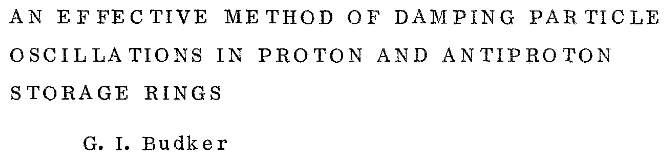 AN EFFECTIVE METHOD OF DAMPING PARTICLE
OSCILLATIONS IN PROTON AND ANTIPROTON
STORAGE RINGS
G. I. Budker